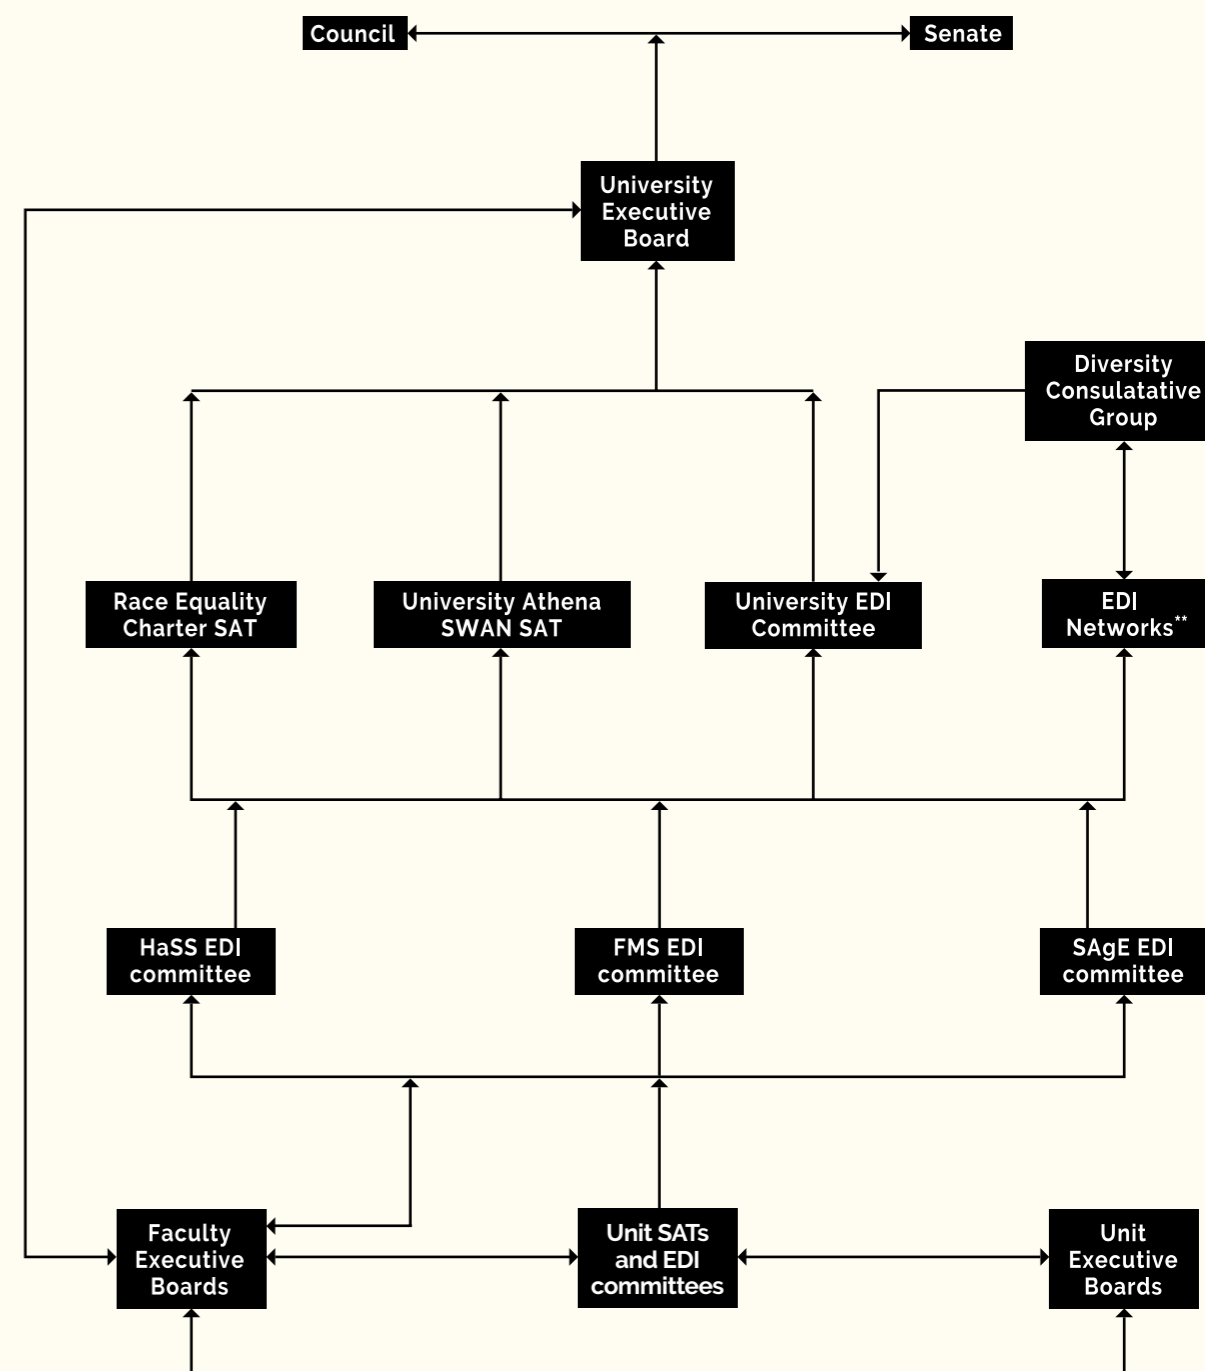 Council
Senate
University
Executive
Board
Diversity
Consulatative
Group
Race Equality
Charter SAT
University Athena
SWAN SAT
University EDI
Committee
EDI
Networks**
HaSS EDI
committee
FMS EDI
committee
SAgE EDI
committee
Faculty
Executive
Boards
Unit SATs
and EDI
committees
Unit
Executive
Boards